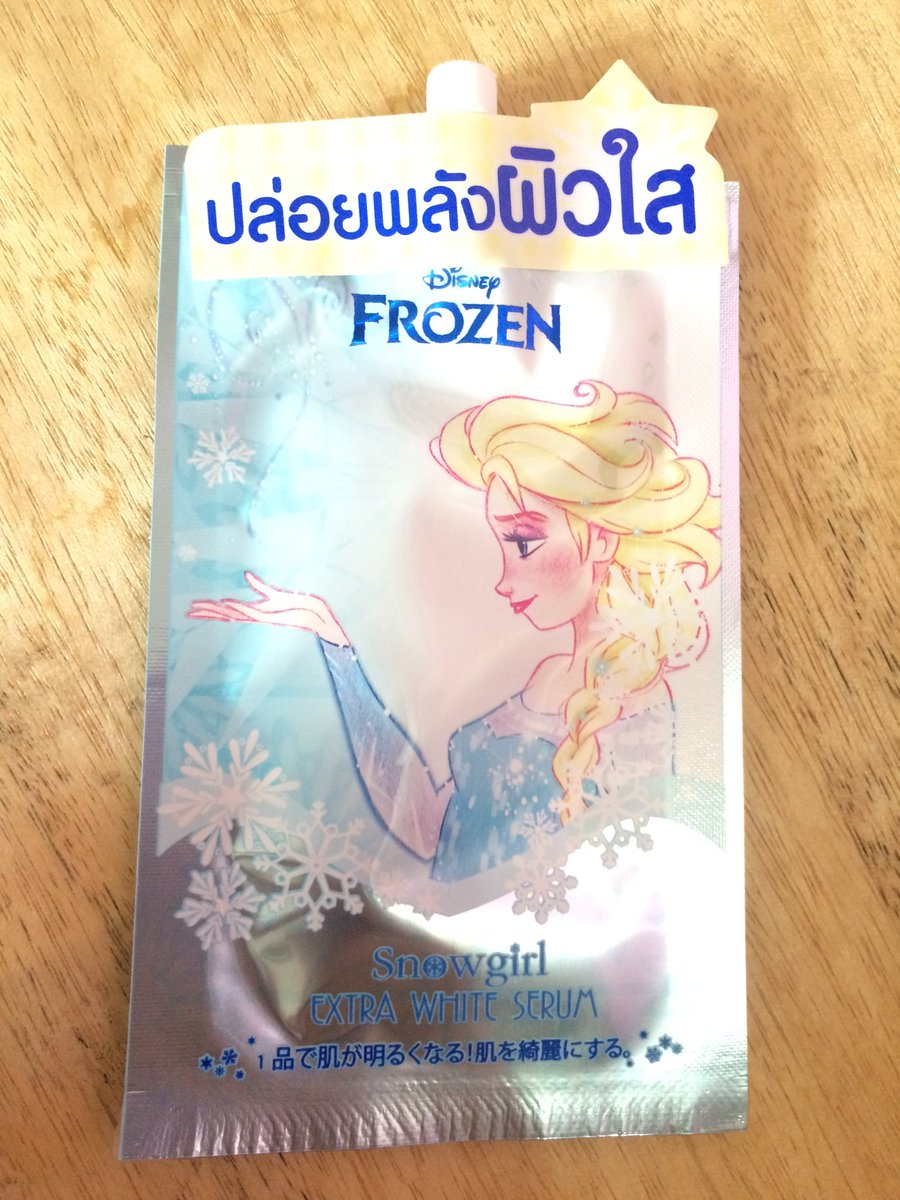 ปล่อยพลังผิวใส
Disney
FROZEN
Snowgirl
EXTRA WHITE SERUM
1品で肌が明るくなる!肌を綺麗にする。